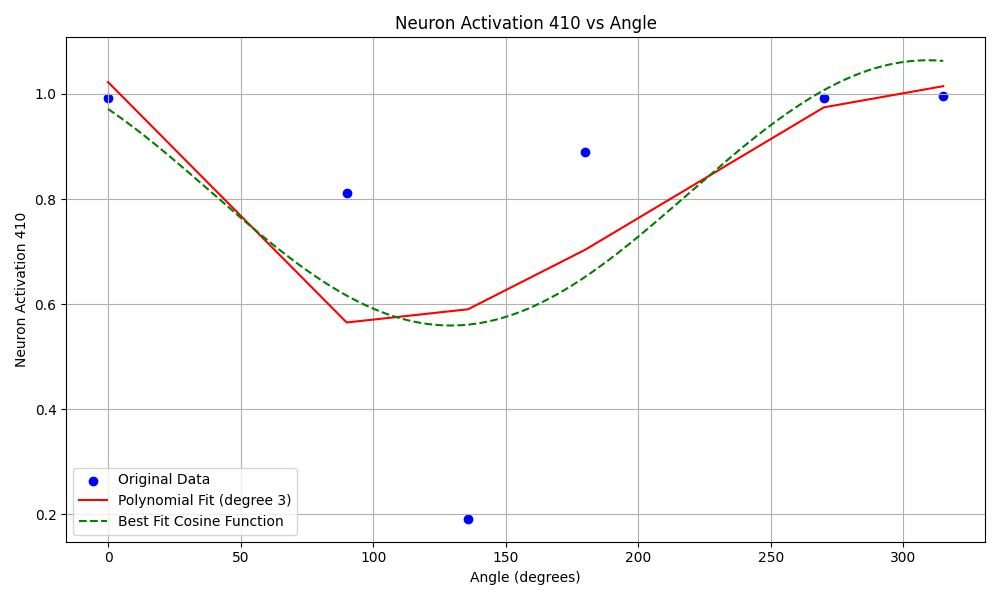 Neuron Activation 410 vs Angle
1.0
0.8
0.6
0.4
0.2
Neuron Activation 410
Original Data
Polynomial Fit (degree 3)
Best Fit Cosine Function
0 50 100 150 200 250 300
Angle (degrees)